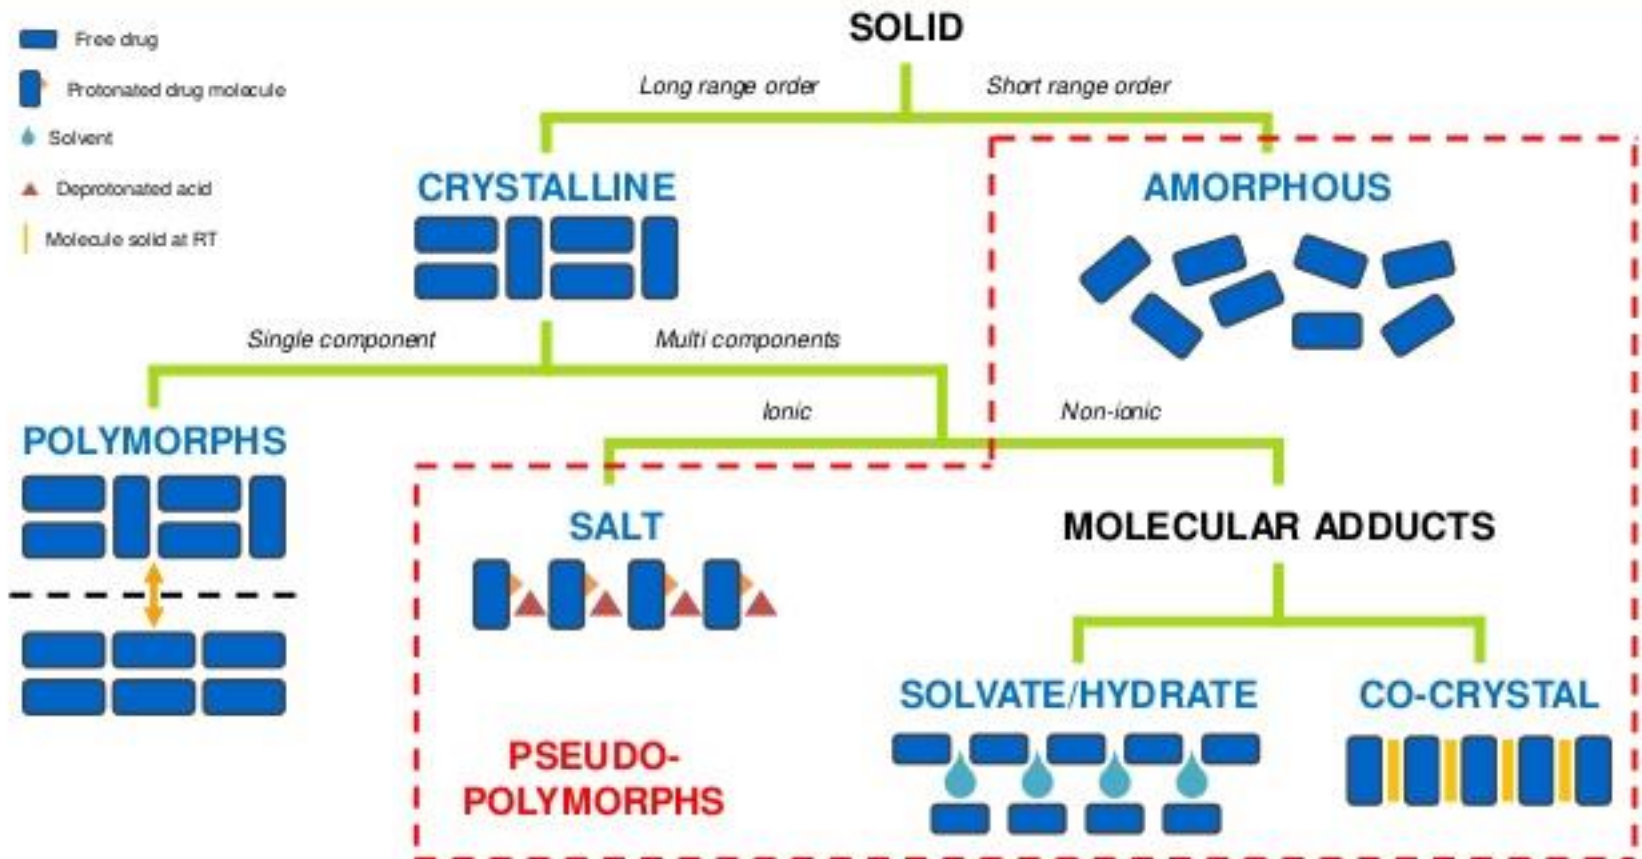 SOLID
Free drug
Protonated drug molecule
Solvent
Deprotonated acid
Molecule solid at RT
Long range order
Short range order
CRYSTALLINE
AMORPHOUS
Single component
Multi components
Ionic
Non-ionic
POLYMORPHS
SALT
MOLECULAR ADDUCTS
SOLVATE/HYDRATE
CO-CRYSTAL
PSEUDO-
POLYMORPHS